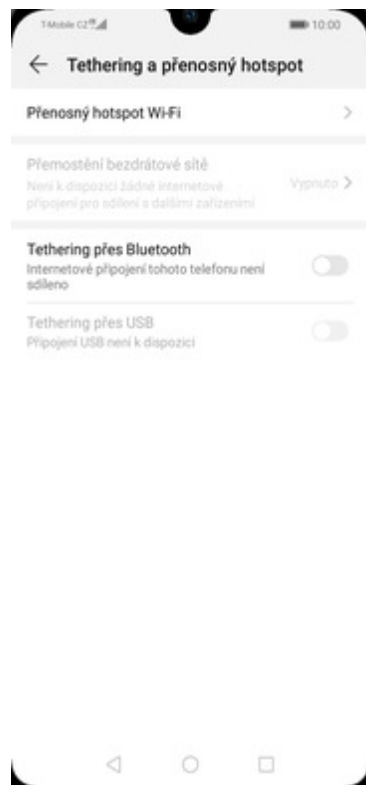 T-Mobile CZ 10:00
Tethering a přenosný hotspot
Přenosný hotspot Wi-Fi
Přemostění bezdrátové sítě
Není k dispozici žádné internetové
připojení pro sdílení s dalšími zařízeními
Vypnuto
Tethering přes Bluetooth
Internetové připojení tohoto telefonu není
sdíleno
Tethering přes USB
Připojení USB není k dispozici